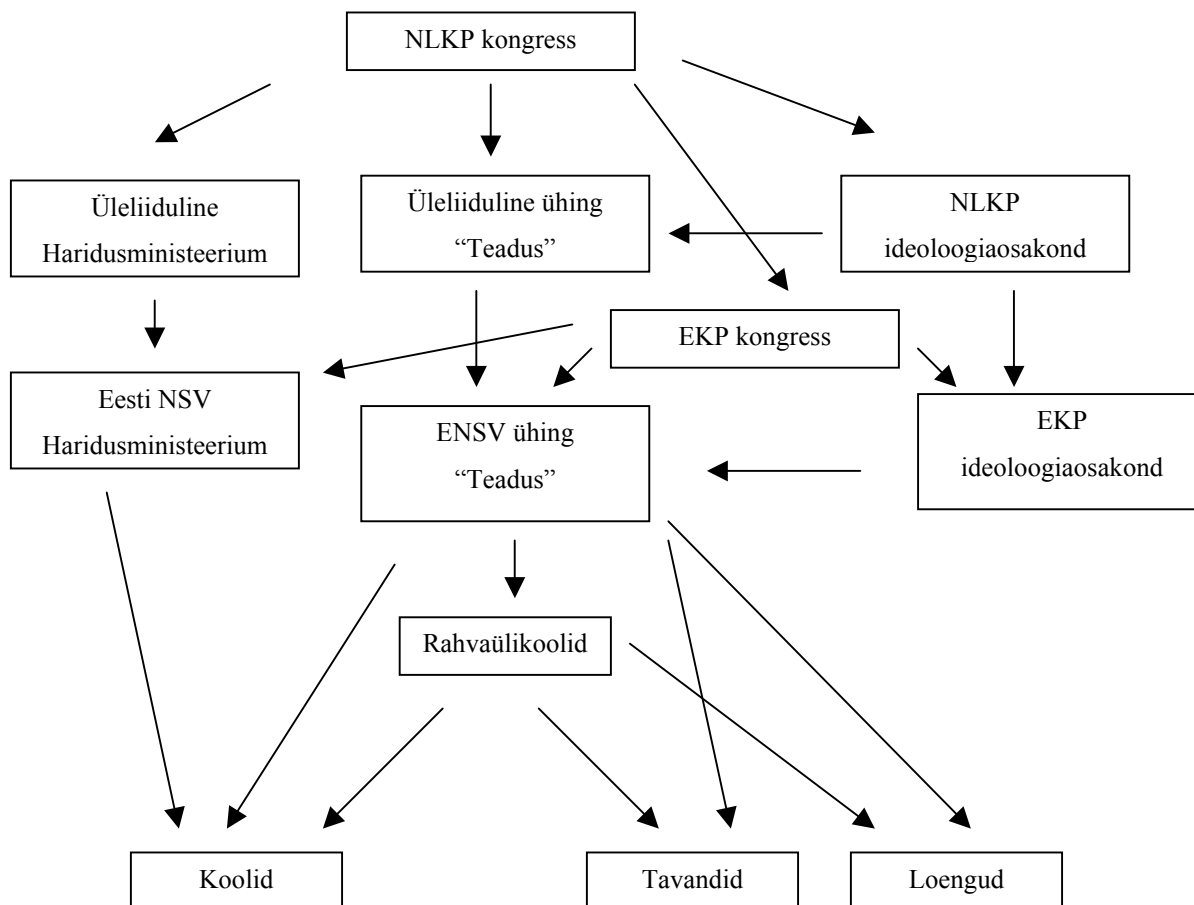 NLKP kongress
Üleliiduline
Haridusministeerium
Üleliiduline ühing
“Teadus”
NLKP
ideoloogiaosakond
EKP kongress
Eesti NSV
Haridusministeerium
ENSV ühing
“Teadus”
EKP
ideoloogiaosakond
Rahvaülikoolid
Koolid
Tavandid
Loengud